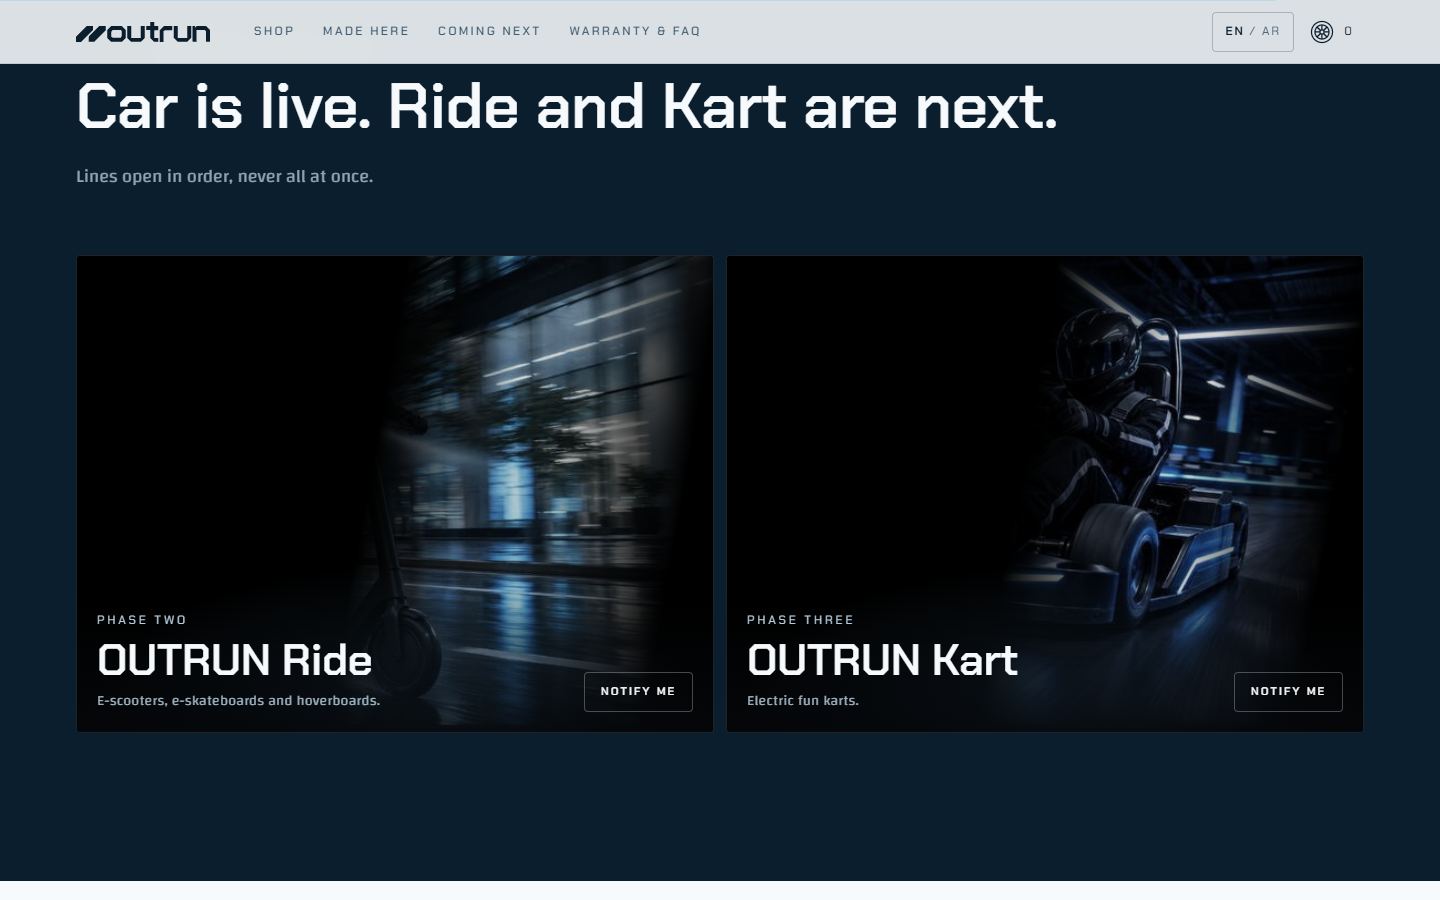 outrun
SHOP
MADE HERE
COMING NEXT
WARRANTY & FAQ
EN / AR
0
Car is live. Ride and Kart are next.
Lines open in order, never all at once.
PHASE TWO
OUTRUN Ride
E-scooters, e-skateboards and hoverboards.
NOTIFY ME
PHASE THREE
OUTRUN Kart
Electric fun karts.
NOTIFY ME